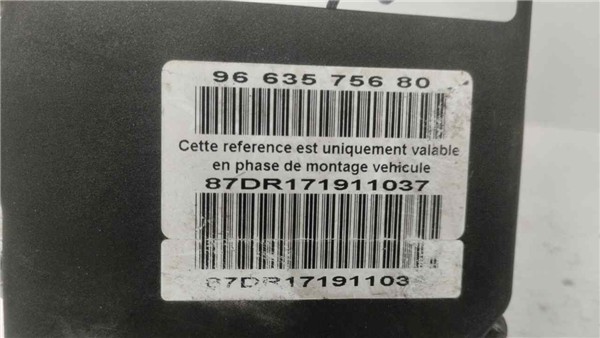 96 635 756 80
Cette reference est uniquement valable
en phase de montage vehicule
87DR171911037
87DR17191103